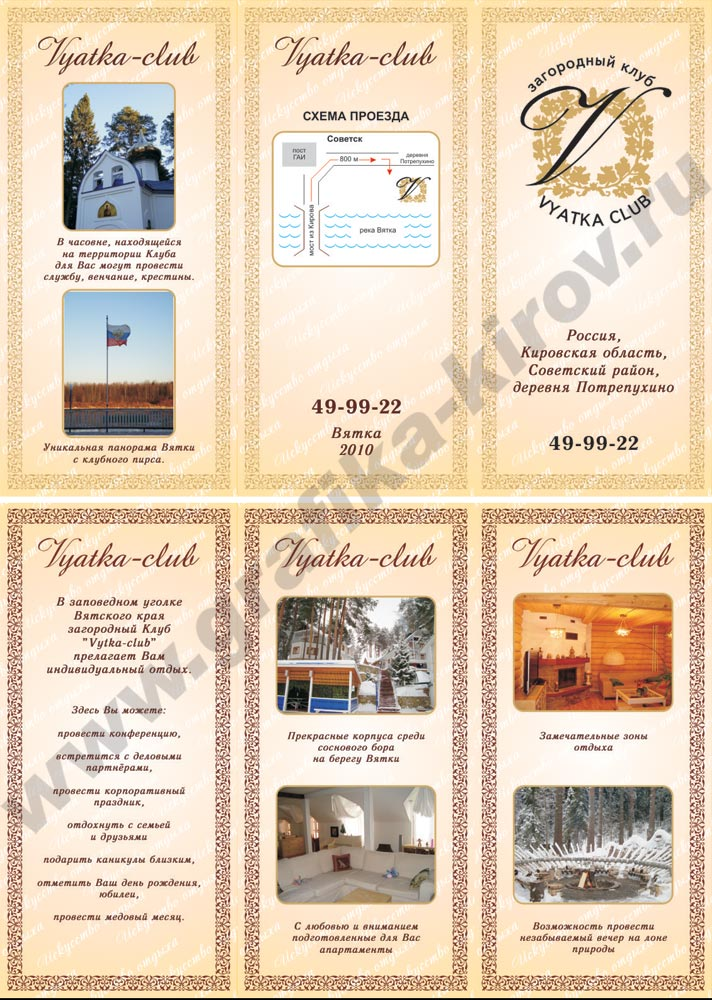 Vyatka-club
В часовне, находящейся
на территории Клуба
для Вас могут провести
службу, венчание, крестины.
Уникальная панорама Вятки
с клубного пирса.
Vyatka-club
СХЕМА ПРОЕЗДА
Советск
пост
ГАИ
800 м
деревня
Потрепухино
V
мост из Кирова
река Вятка
49-99-22
Вятка
2010
загородный клуб
V
VYATKA CLUB
Россия,
Кировская область,
Советский район,
деревня Потрепухино
49-99-22
Vyatka-club
В заповедном уголке
Вятского края
загородный Клуб
"Vytka-club"
прелагает Вам
индивидуальный отдых.
Здесь Вы можете:
провести конференцию,
встретится с деловыми
партнёрами,
провести корпоративный
праздник,
отдохнуть с семьей
и друзьями
подарить каникулы близким,
отметить Ваш день рождения,
юбилеи,
провести медовый месяц.
Vyatka-club
Прекрасные корпуса среди
соснового бора
на берегу Вятки
С любовью и вниманием
подготовленные для Вас
апартаменты
Vyatka-club
Замечательные зоны
отдыха
Возможность провести
незабываемый вечер на лоне
природы
Искусство отдыха
www.grafika-kirov.ru